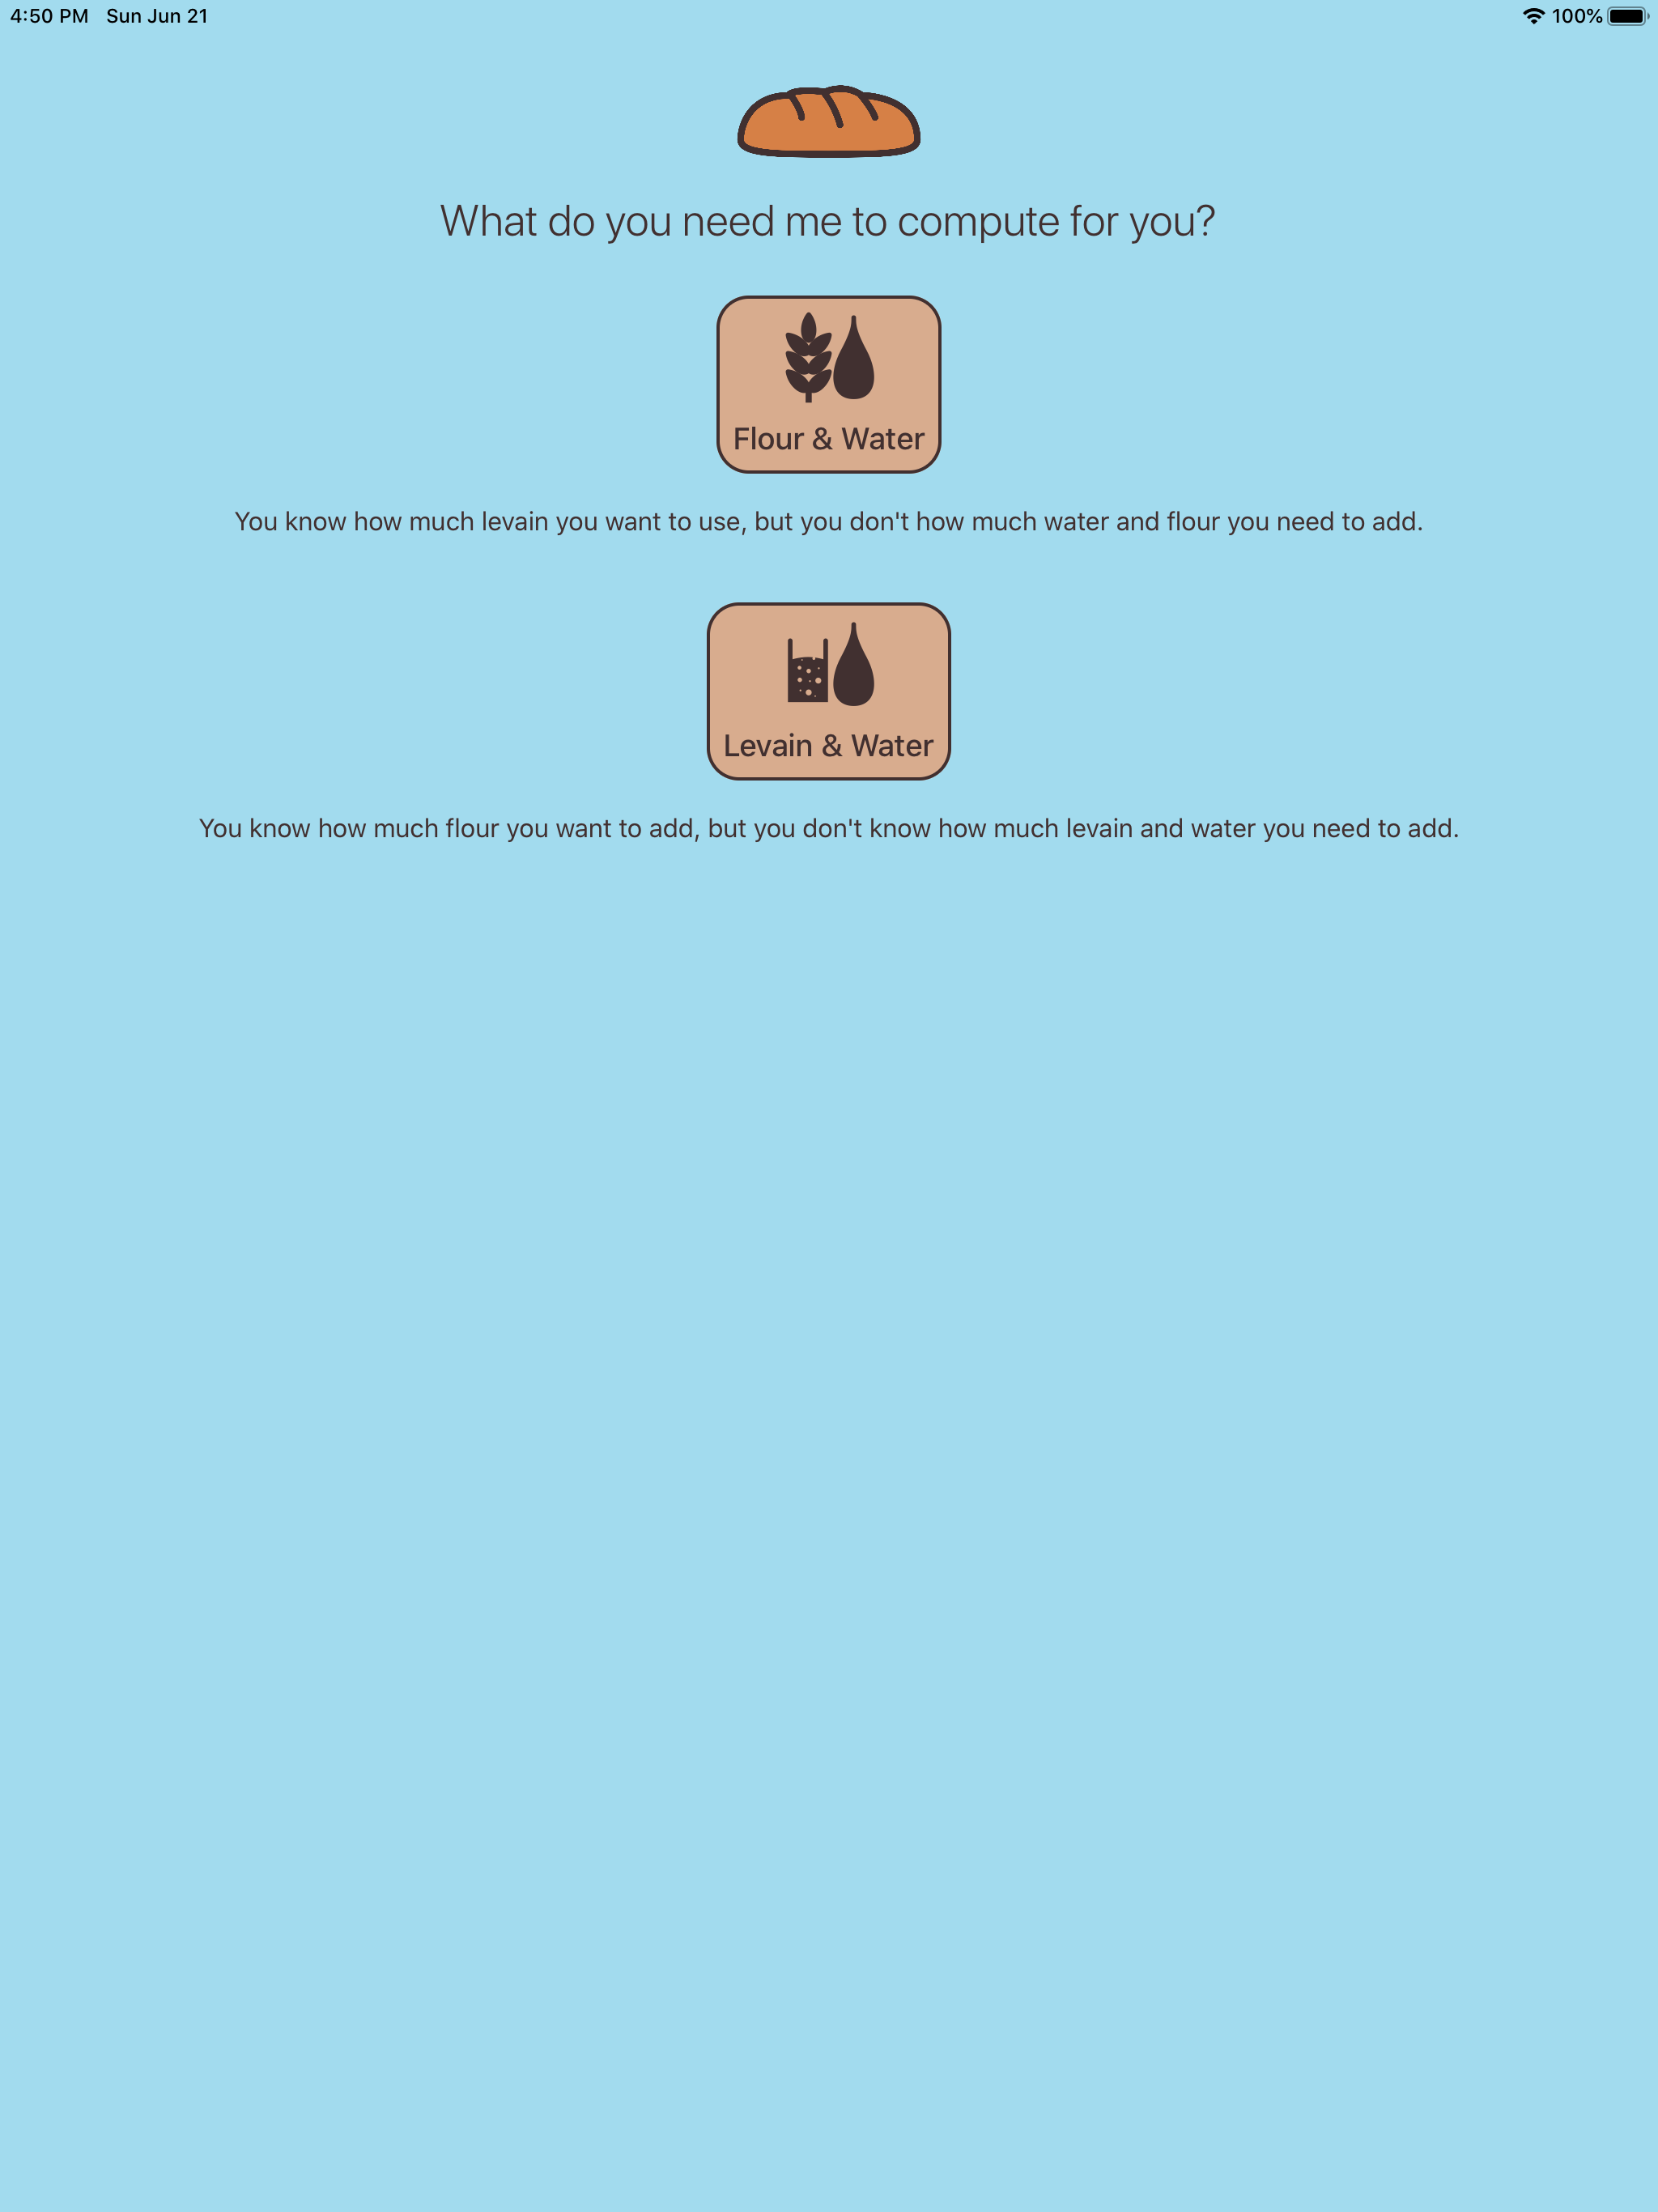 4:50 PM Sun Jun 21
100%
What do you need me to compute for you?
Flour & Water
You know how much levain you want to use, but you don't how much water and flour you need to add.
Levain & Water
You know how much flour you want to add, but you don't know how much levain and water you need to add.